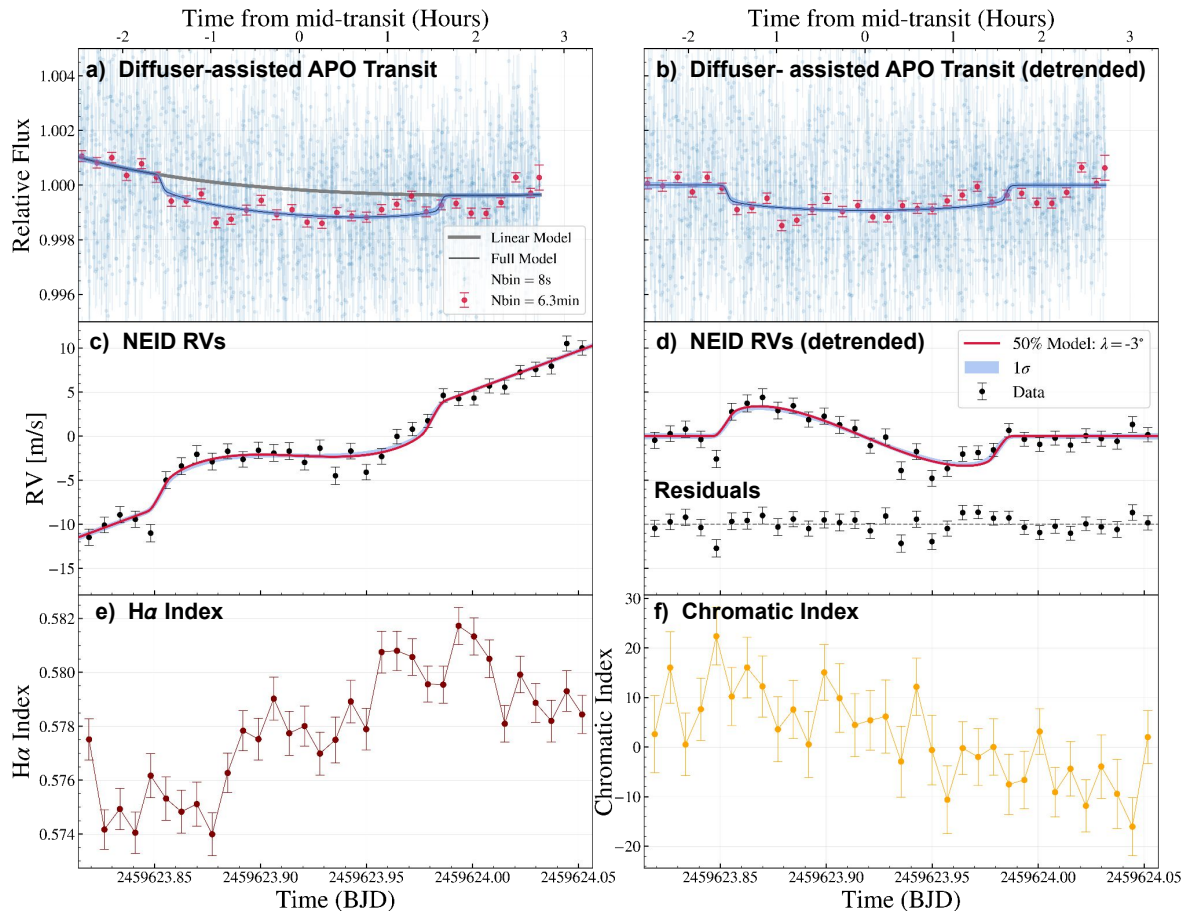 Time from mid-transit (Hours)
Time from mid-transit (Hours)
-2 -1 0 1 2 3
-2 -1 0 1 2 3
a) Diffuser-assisted APO Transit
b) Diffuser- assisted APO Transit (detrended)
1.004
1.002
1.000
0.998
0.996
Relative Flux
Linear Model
Full Model
Nbin = 8s
Nbin = 6.3min
c) NEID RVs
d) NEID RVs (detrended)
10
5
0
−5
−10
−15
RV [m/s]
50% Model: λ = -3°
1σ
Data
Residuals
e) Hα Index
f) Chromatic Index
0.582
0.580
0.578
0.576
0.574
Hα Index
30
20
10
0
−10
−20
Chromatic Index
2459623.85 2459623.90 2459623.95 2459624.00 2459624.05
2459623.85 2459623.90 2459623.95 2459624.00 2459624.05
Time (BJD)
Time (BJD)